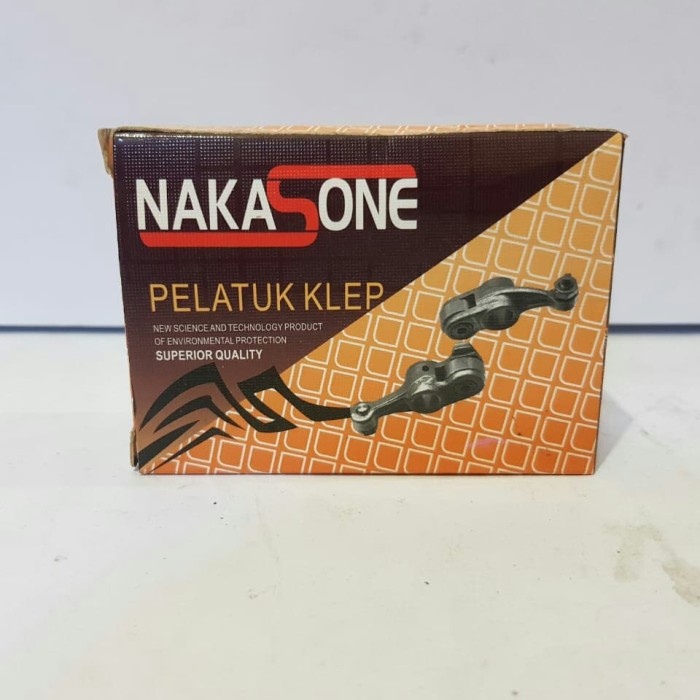 NAKASONE
PELATUK KLEP
NEW SCIENCE AND TECHNOLOGY PRODUCT
OF ENVIRONMENTAL PROTECTION
SUPERIOR QUALITY